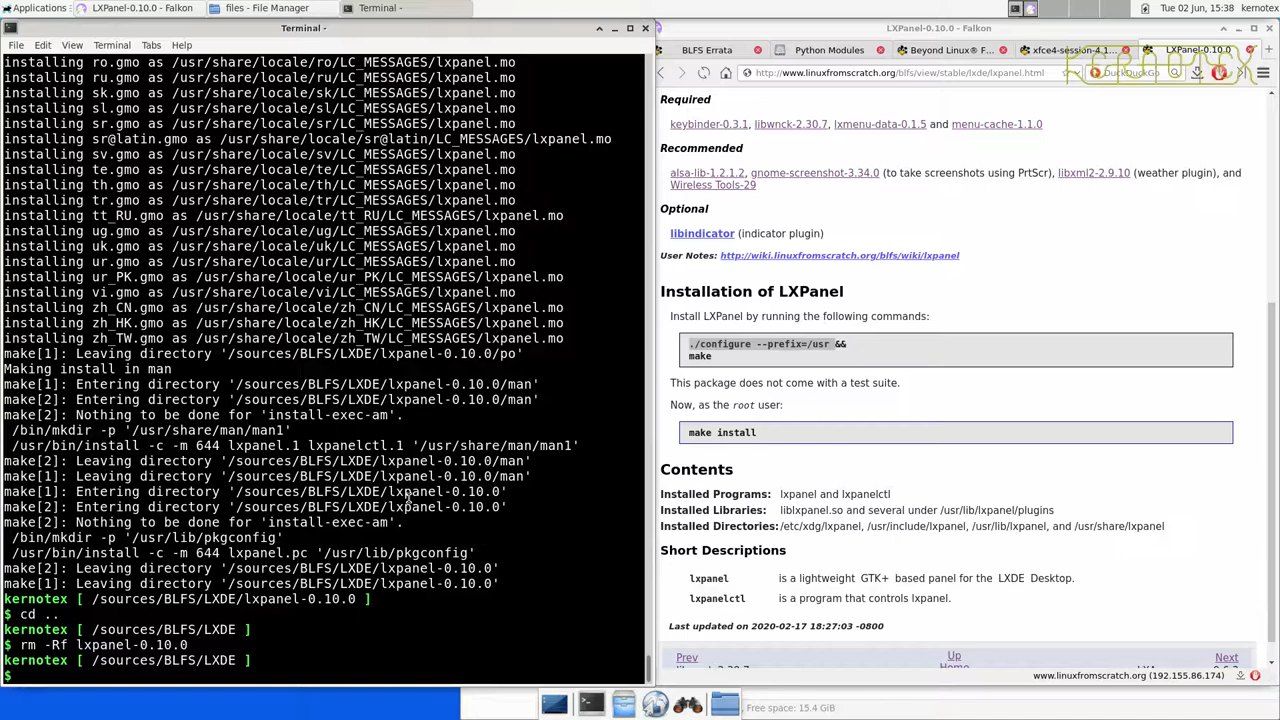 Applications
LXPanel-0.10.0 - Falkon
files - File Manager
Terminal -
Tue 02 Jun, 15:38
kernotex
Terminal -
File Edit View Terminal Tabs Help
installing ro.gmo as /usr/share/locale/ro/LC_MESSAGES/lxpanel.mo
installing ru.gmo as /usr/share/locale/ru/LC_MESSAGES/lxpanel.mo
installing sk.gmo as /usr/share/locale/sk/LC_MESSAGES/lxpanel.mo
installing sl.gmo as /usr/share/locale/sl/LC_MESSAGES/lxpanel.mo
installing sr.gmo as /usr/share/locale/sr/LC_MESSAGES/lxpanel.mo
installing sr@latin.gmo as /usr/share/locale/sr@latin/LC_MESSAGES/lxpanel.mo
installing sv.gmo as /usr/share/locale/sv/LC_MESSAGES/lxpanel.mo
installing te.gmo as /usr/share/locale/te/LC_MESSAGES/lxpanel.mo
installing th.gmo as /usr/share/locale/th/LC_MESSAGES/lxpanel.mo
installing tr.gmo as /usr/share/locale/tr/LC_MESSAGES/lxpanel.mo
installing tt_RU.gmo as /usr/share/locale/tt_RU/LC_MESSAGES/lxpanel.mo
installing ug.gmo as /usr/share/locale/ug/LC_MESSAGES/lxpanel.mo
installing uk.gmo as /usr/share/locale/uk/LC_MESSAGES/lxpanel.mo
installing ur.gmo as /usr/share/locale/ur/LC_MESSAGES/lxpanel.mo
installing ur_PK.gmo as /usr/share/locale/ur_PK/LC_MESSAGES/lxpanel.mo
installing vi.gmo as /usr/share/locale/vi/LC_MESSAGES/lxpanel.mo
installing zh_CN.gmo as /usr/share/locale/zh_CN/LC_MESSAGES/lxpanel.mo
installing zh_HK.gmo as /usr/share/locale/zh_HK/LC_MESSAGES/lxpanel.mo
installing zh_TW.gmo as /usr/share/locale/zh_TW/LC_MESSAGES/lxpanel.mo
make[1]: Leaving directory '/sources/BLFS/LXDE/lxpanel-0.10.0/po'
Making install in man
make[1]: Entering directory '/sources/BLFS/LXDE/lxpanel-0.10.0/man'
make[2]: Entering directory '/sources/BLFS/LXDE/lxpanel-0.10.0/man'
make[2]: Nothing to be done for 'install-exec-am'.
/bin/mkdir -p '/usr/share/man/man1'
/usr/bin/install -c -m 644 lxpanel.1 lxpanelctl.1 '/usr/share/man/man1'
make[2]: Leaving directory '/sources/BLFS/LXDE/lxpanel-0.10.0/man'
make[1]: Leaving directory '/sources/BLFS/LXDE/lxpanel-0.10.0/man'
make[1]: Entering directory '/sources/BLFS/LXDE/lxpanel-0.10.0'
make[2]: Entering directory '/sources/BLFS/LXDE/lxpanel-0.10.0'
make[2]: Nothing to be done for 'install-exec-am'.
/bin/mkdir -p '/usr/lib/pkgconfig'
/usr/bin/install -c -m 644 lxpanel.pc '/usr/lib/pkgconfig'
make[2]: Leaving directory '/sources/BLFS/LXDE/lxpanel-0.10.0'
make[1]: Leaving directory '/sources/BLFS/LXDE/lxpanel-0.10.0'
kernotex [ /sources/BLFS/LXDE/lxpanel-0.10.0 ]
$ cd ..
kernotex [ /sources/BLFS/LXDE ]
$ rm -Rf lxpanel-0.10.0
kernotex [ /sources/BLFS/LXDE ]
$
LXPanel-0.10.0 - Falkon
BLFS Errata
Python Modules
Beyond Linux® F...
xfce4-session-4.1...
LXPanel-0.10.0
http://www.linuxfromscratch.org/blfs/view/stable/lxde/lxpanel.html
DuckDuckGo
KERNOTEX
Required
keybinder-0.3.1, libwnck-2.30.7, lxmenu-data-0.1.5 and menu-cache-1.1.0
Recommended
alsa-lib-1.2.1.2, gnome-screenshot-3.34.0 (to take screenshots using PrtScr), libxml2-2.9.10 (weather plugin), and
Wireless Tools-29
Optional
libindicator (indicator plugin)
User Notes: http://wiki.linuxfromscratch.org/blfs/wiki/lxpanel
Installation of LXPanel
Install LXPanel by running the following commands:
./configure --prefix=/usr &&
make
This package does not come with a test suite.
Now, as the root user:
make install
Contents
Installed Programs: lxpanel and lxpanelctl
Installed Libraries: liblxpanel.so and several under /usr/lib/lxpanel/plugins
Installed Directories: /etc/xdg/lxpanel, /usr/include/lxpanel, /usr/lib/lxpanel, and /usr/share/lxpanel
Short Descriptions
lxpanel is a lightweight GTK+ based panel for the LXDE Desktop.
lxpanelctl is a program that controls lxpanel.
Last updated on 2020-02-17 18:27:03 -0800
Prev Up Next
Home
www.linuxfromscratch.org (192.155.86.174)
Free space: 15.4 GiB